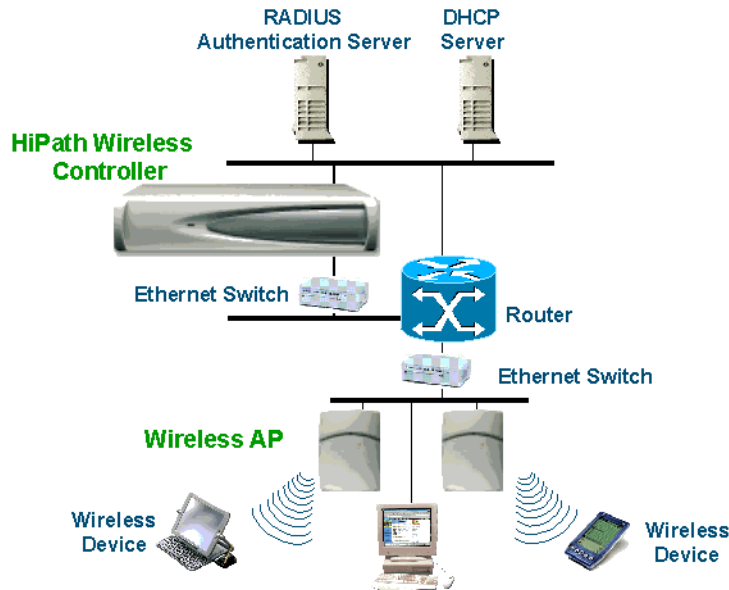 RADIUS
Authentication Server
DHCP
Server
HiPath Wireless
Controller
Ethernet Switch
Router
Ethernet Switch
Wireless AP
Wireless
Device
Wireless
Device